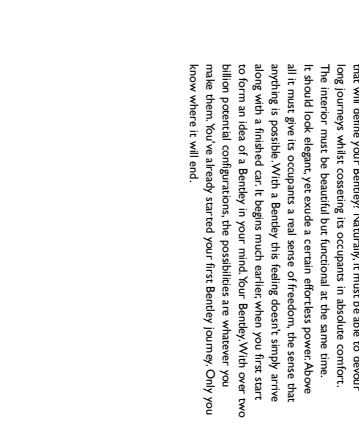 that will define your Bentley? Naturally, it must be able to devour
long journeys whilst cosseting its occupants in absolute comfort.
The interior must be beautiful but functional at the same time.
It should look elegant, yet exude a certain effortless power. Above
all it must give its occupants a real sense of freedom, the sense that
anything is possible. With a Bentley this feeling doesn't simply arrive
along with a finished car. It begins much earlier, when you first start
to form an idea of a Bentley in your mind. Your Bentley. With over two
billion potential configurations, the possibilities are whatever you
make them. You've already started your first Bentley journey. Only you
know where it will end.